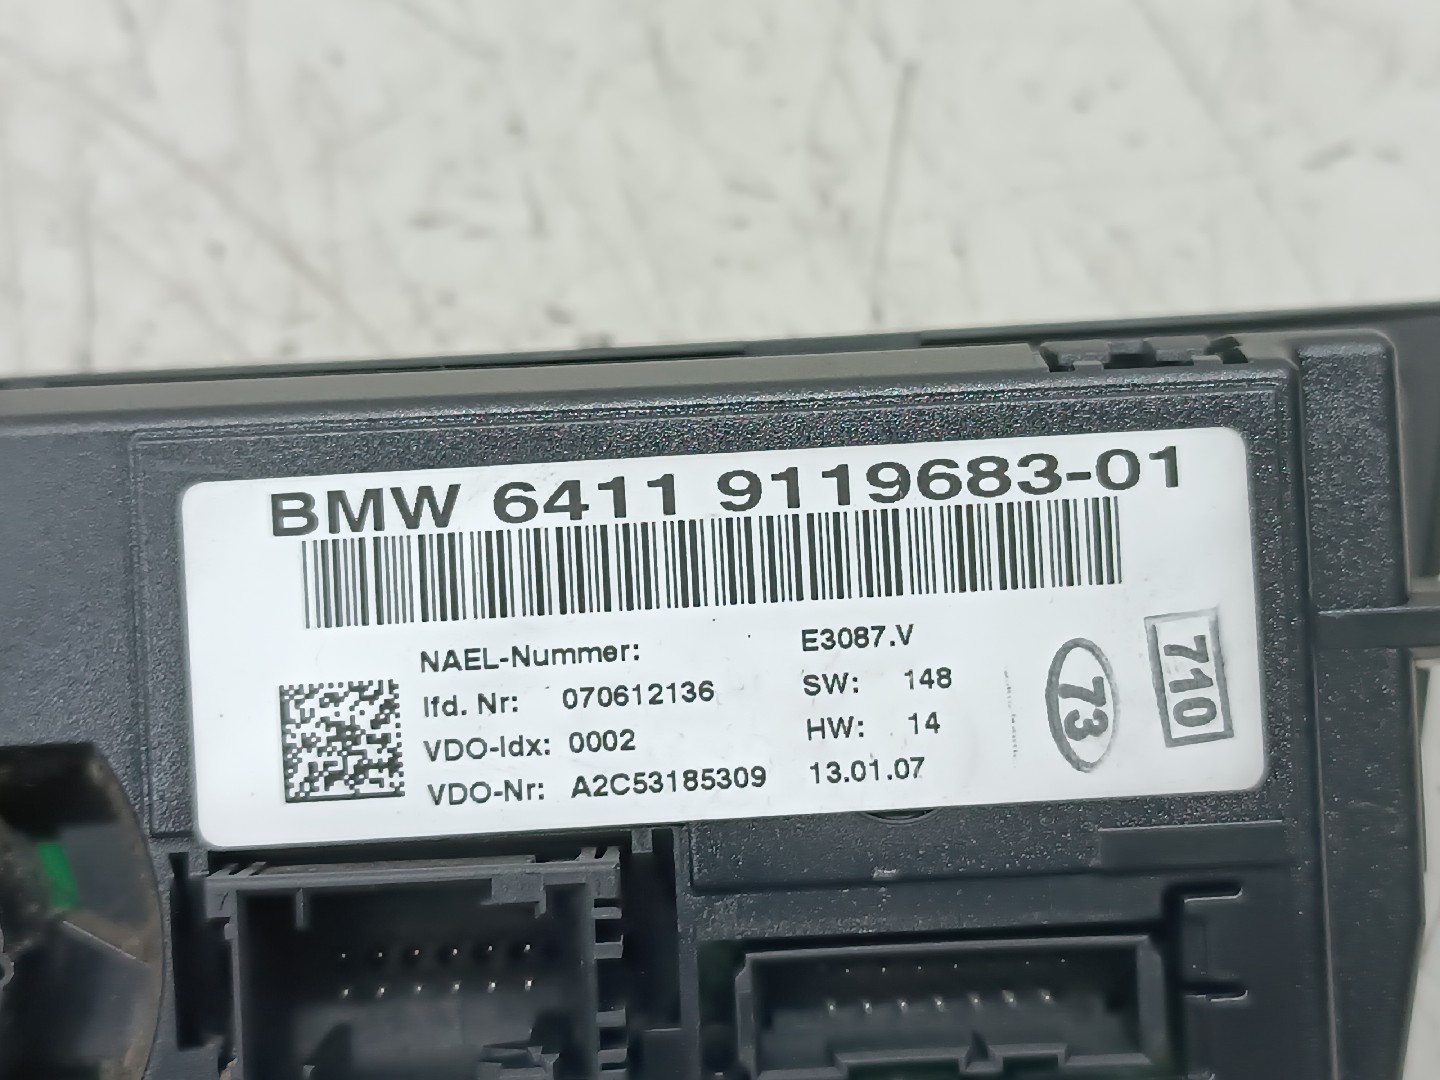 BMW 6411 9119683-01
NAEL-Nummer: E3087.V
lfd. Nr: 070612136 SW: 148
VDO-Idx: 0002 HW: 14
VDO-Nr: A2C53185309 13.01.07
73
710